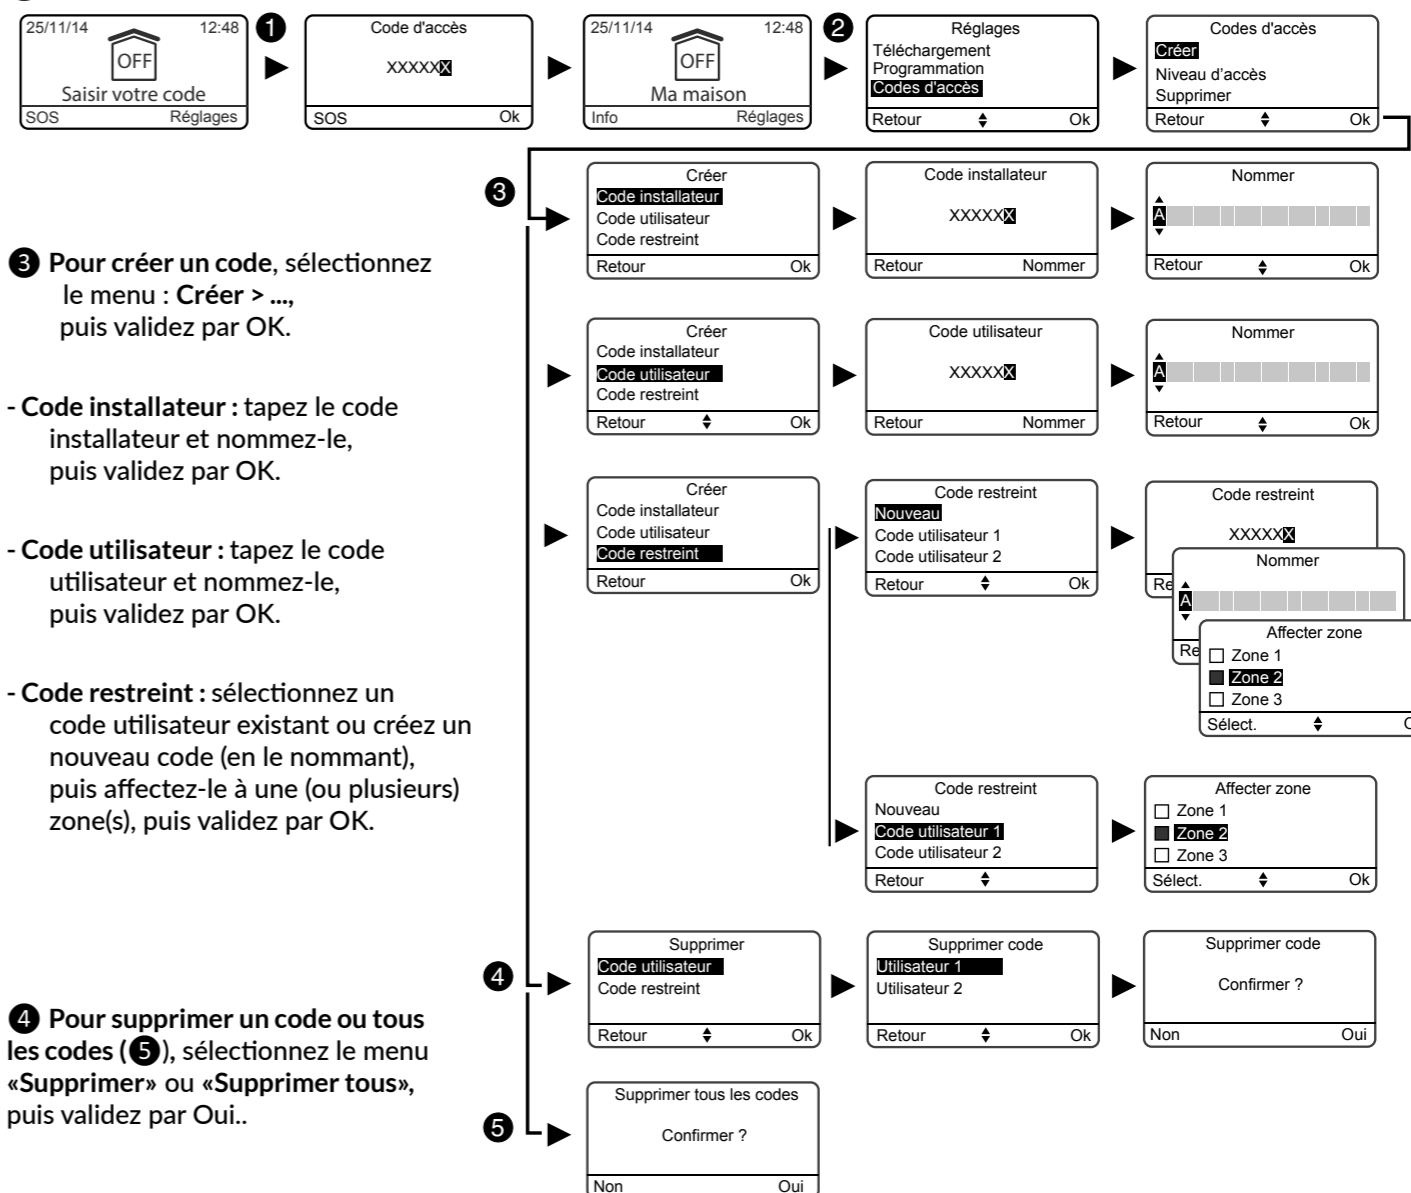 25/11/14 12:48
OFF
Saisir votre code
SOS Réglages
❶
Code d'accès
XXXXXX
SOS Ok
25/11/14 12:48
OFF
Ma maison
Info Réglages
❷
Réglages
Téléchargement
Programmation
Codes d'accès
Retour Ok
Codes d'accès
Créer
Niveau d'accès
Supprimer
Retour Ok
❸ Pour créer un code, sélectionnez
le menu : Créer > ...,
puis validez par OK.
- Code installateur : tapez le code
installateur et nommez-le,
puis validez par OK.
- Code utilisateur : tapez le code
utilisateur et nommez-le,
puis validez par OK.
- Code restreint : sélectionnez un
code utilisateur existant ou créez un
nouveau code (en le nommant),
puis affectez-le à une (ou plusieurs)
zone(s), puis validez par OK.
❸
Créer
Code installateur
Code utilisateur
Code restreint
Retour Ok
Code installateur
XXXXXX
Retour Nommer
Nommer
A
Retour Ok
Créer
Code installateur
Code utilisateur
Code restreint
Retour Ok
Code utilisateur
XXXXXX
Retour Nommer
Nommer
A
Retour Ok
Créer
Code installateur
Code utilisateur
Code restreint
Retour Ok
Code restreint
Nouveau
Code utilisateur 1
Code utilisateur 2
Retour Ok
Code restreint
XXXXXX
Re
Nommer
A
Re
Affecter zone
Zone 1
Zone 2
Zone 3
Sélect.
Code restreint
Nouveau
Code utilisateur 1
Code utilisateur 2
Retour
Affecter zone
Zone 1
Zone 2
Zone 3
Sélect. Ok
❹ Pour supprimer un code ou tous
les codes (❺), sélectionnez le menu
«Supprimer» ou «Supprimer tous»,
puis validez par Oui..
❹
Supprimer
Code utilisateur
Code restreint
Retour Ok
Supprimer code
Utilisateur 1
Utilisateur 2
Retour Ok
Supprimer code
Confirmer ?
Non Oui
❺
Supprimer tous les codes
Confirmer ?
Non Oui